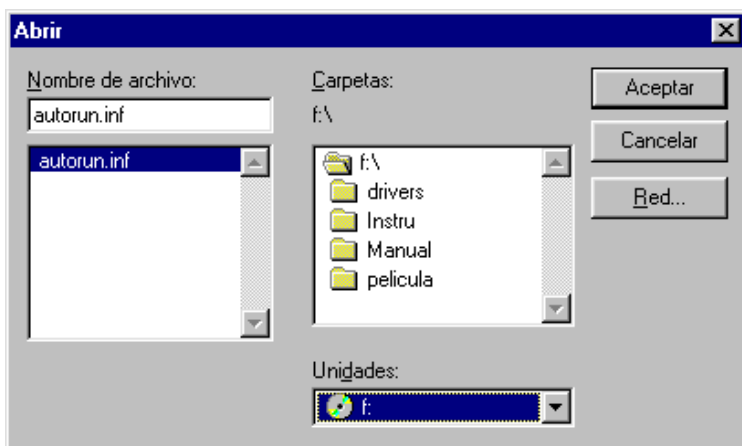 Abrir
Nombre de archivo:
autorun.inf
autorun.inf
Carpetas:
f:\
f:\
drivers
Instru
Manual
pelicula
Unidades:
f:
Aceptar
Cancelar
Red...